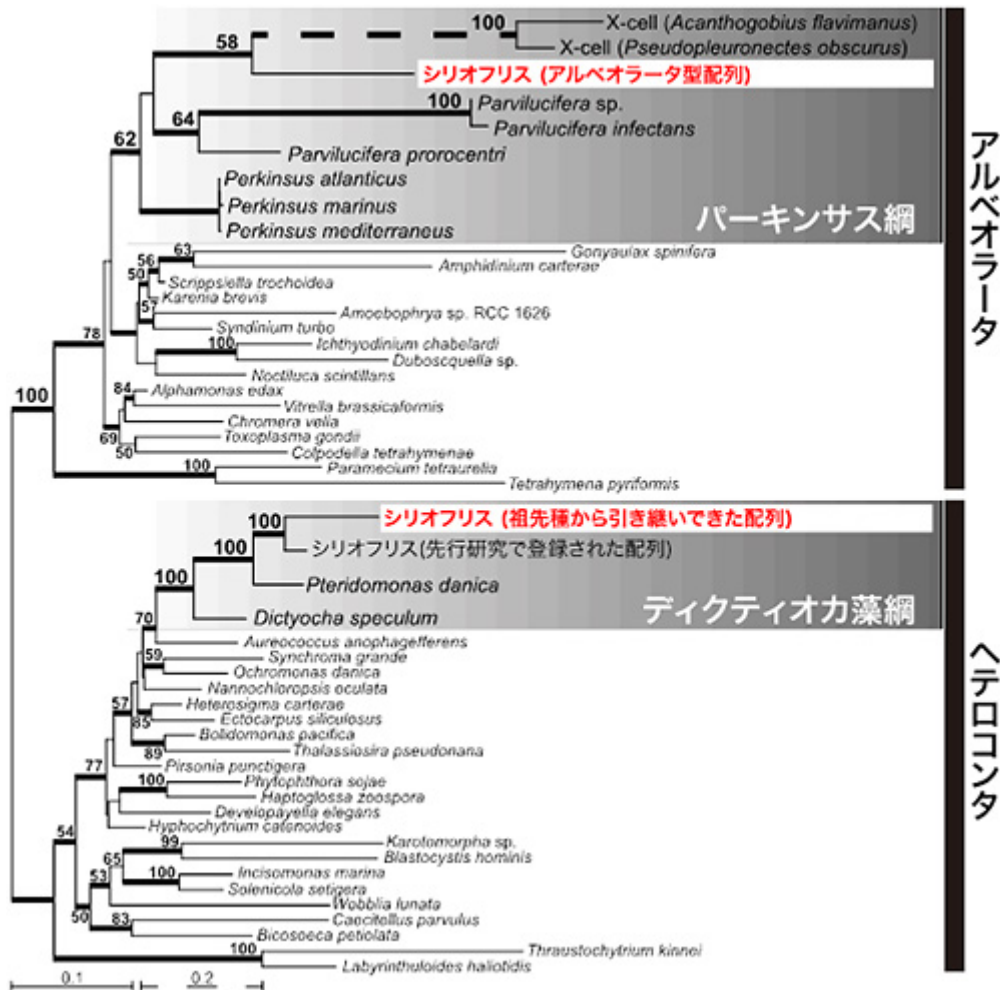 100
X-cell (Acanthogobius flavimanus)
58
X-cell (Pseudopleuronectes obscurus)
シリオフリス (アルベオラータ型配列)
100
Parvilucifera sp.
64
Parvilucifera infectans
62
Parvilucifera prorocentri
Perkinsus atlanticus
Perkinsus marinus
Perkinsus mediterraneus
パーキンサス綱
アルベオラータ
63
Gonyaulax spinifera
56
Amphidinium carterae
50
Scrippsiella trochoidea
Karenia brevis
57
Amoebophrya sp. RCC 1626
Syndinium turbo
78
100
Ichthyodinium chabelardi
Duboscquella sp.
Noctiluca scintillans
84
Alphamonas edax
Vitrella brassicaformis
100
Chromera velia
69
Toxoplasma gondii
50
Colpodella tetrahymenae
100
Paramecium tetraurelia
Tetrahymena pyriformis
100
シリオフリス (祖先種から引き継いできた配列)
100
シリオフリス(先行研究で登録された配列)
100
Pteridomonas danica
Dictyocha speculum
ディクティオカ藻綱
ヘテロコンタ
70
Aureococcus anophagefferens
59
Synchroma grande
Ochromonas danica
Nannochloropsis oculata
57
Heterosigma carterae
85
Ectocarpus siliculosus
Bolidomonas pacifica
89
Thalassiosira pseudonana
77
Pirsonia punctigera
100
Phytophthora sojae
Haptoglossa zoospora
Developayella elegans
Hyphochytrium catenoides
54
99
Karotomorpha sp.
65
Blastocystis hominis
53
100
Incisomonas marina
Solenicola setigera
Wobblia lunata
50
83
Caecitellus parvulus
Bicosoeca petiolata
100
Thraustochytrium kinnei
Labyrinthuloides haliotidis
0.1
0.2